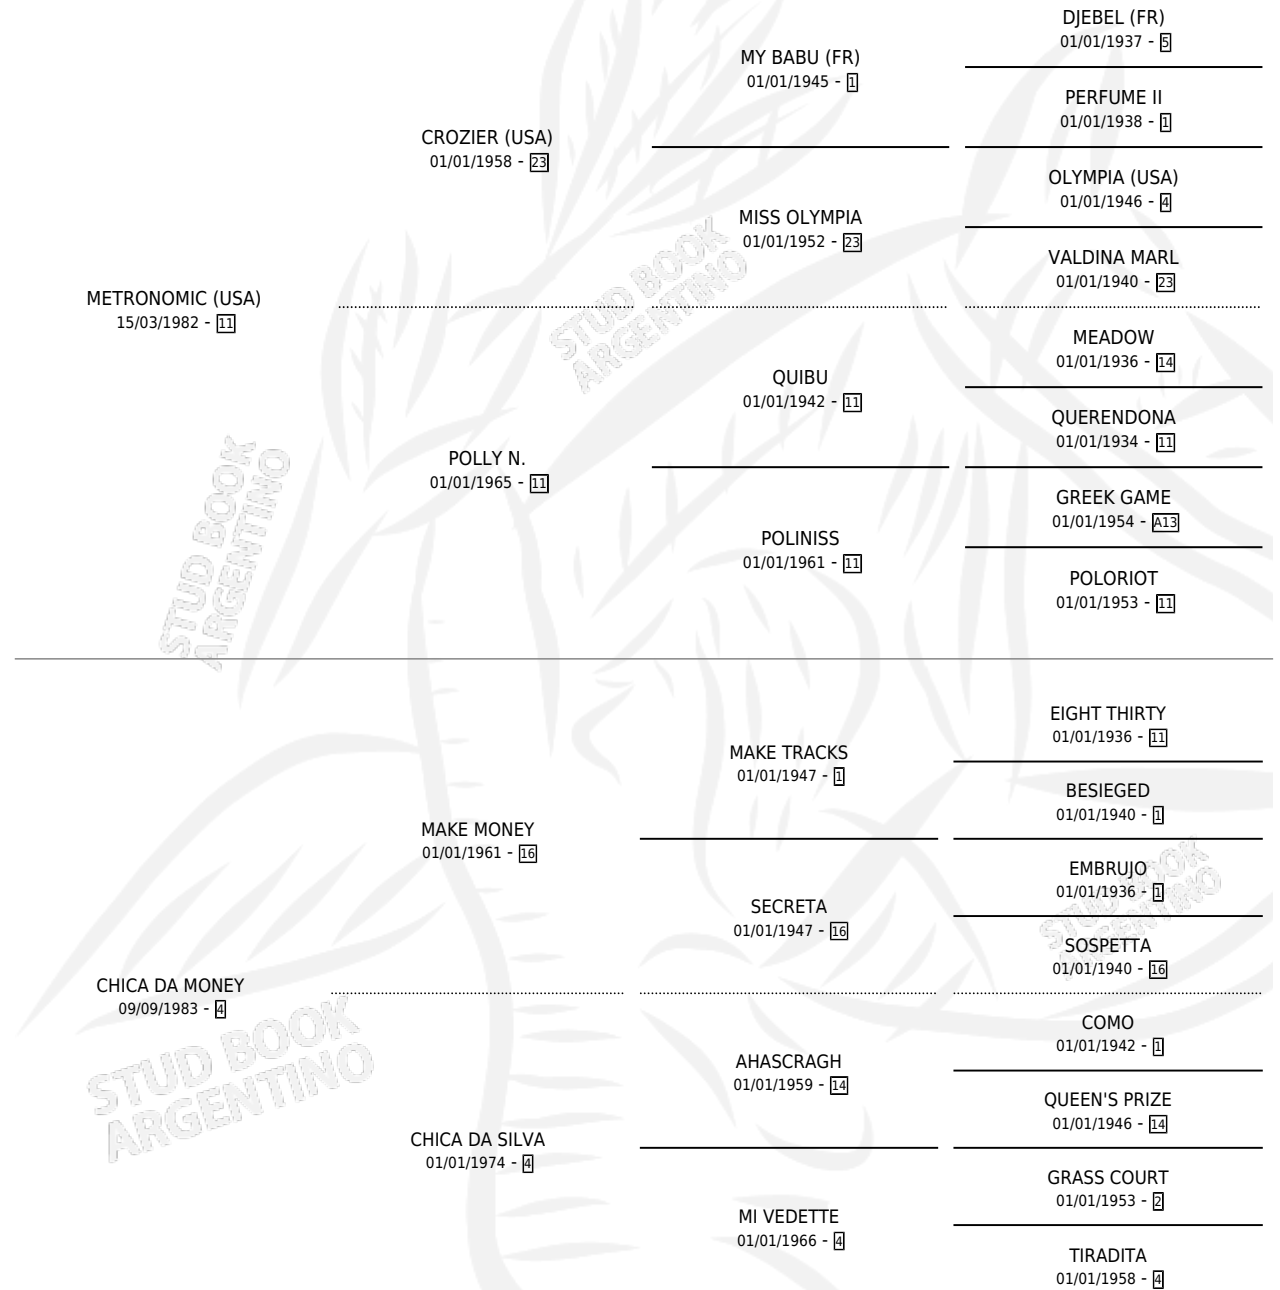 DJEBEL (FR)
01/01/1937 - 5
MY BABU (FR)
01/01/1945 - 1
PERFUME II
01/01/1938 - 1
CROZIER (USA)
01/01/1958 - 23
OLYMPIA (USA)
01/01/1946 - 4
MISS OLYMPIA
01/01/1952 - 23
VALDINA MARL
01/01/1940 - 23
METRONOMIC (USA)
15/03/1982 - 11
MEADOW
01/01/1936 - 14
QUIBU
01/01/1942 - 11
QUERENDONA
01/01/1934 - 11
POLLY N.
01/01/1965 - 11
GREEK GAME
01/01/1954 - A13
POLINISS
01/01/1961 - 11
POLORIOT
01/01/1953 - 11
EIGHT THIRTY
01/01/1936 - 11
MAKE TRACKS
01/01/1947 - 1
BESIEGED
01/01/1940 - 1
MAKE MONEY
01/01/1961 - 16
EMBRUJO
01/01/1936 - 1
SECRETA
01/01/1947 - 16
SOSPETTA
01/01/1940 - 16
CHICA DA MONEY
09/09/1983 - 4
COMO
01/01/1942 - 1
AHASCRAGH
01/01/1959 - 14
QUEEN'S PRIZE
01/01/1946 - 14
CHICA DA SILVA
01/01/1974 - 4
GRASS COURT
01/01/1953 - 2
MI VEDETTE
01/01/1966 - 4
TIRADITA
01/01/1958 - 4
STUD BOOK
ARGENTINO
STUD BOOK
ARGENTINO
STUD BOOK
ARGENTINO
STUD BOOK
ARGENTINO